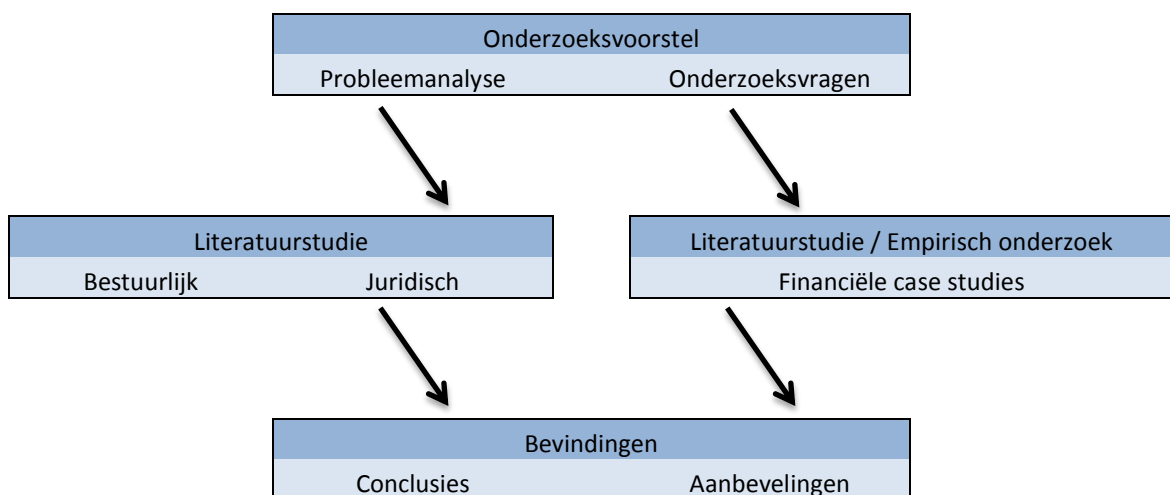 Onderzoeksvoorstel
Probleemanalyse Onderzoeksvragen
Literatuurstudie
Bestuurlijk Juridisch
Literatuurstudie / Empirisch onderzoek
Financiële case studies
Bevindingen
Conclusies Aanbevelingen